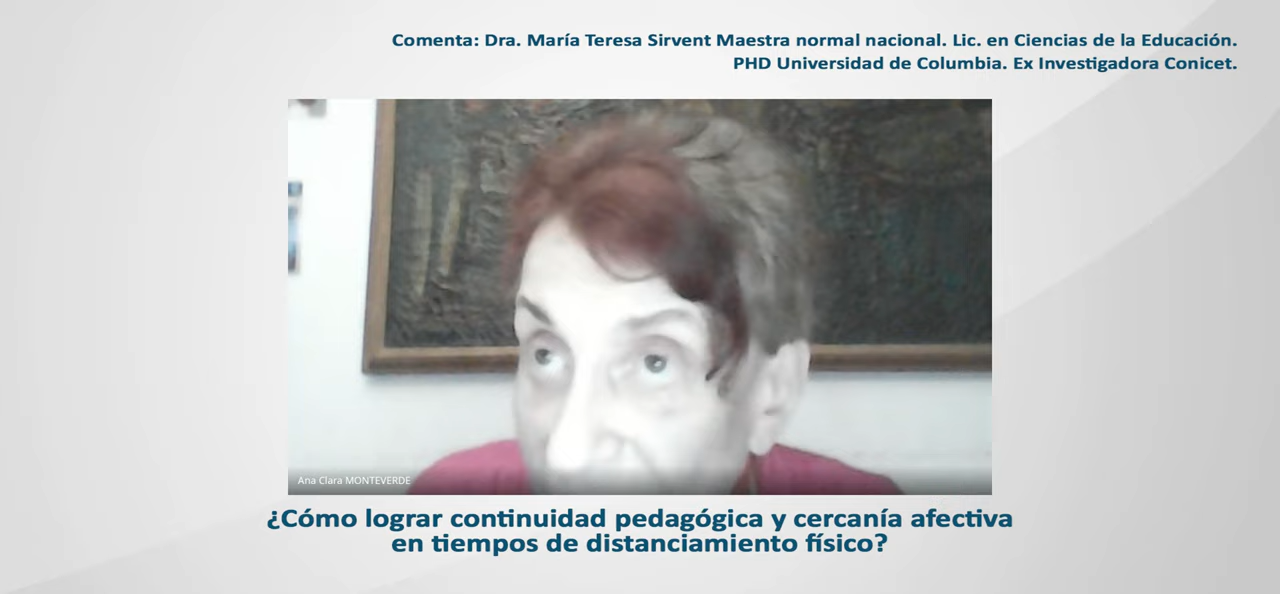 Comenta: Dra. María Teresa Sirvent Maestra normal nacional. Lic. en Ciencias de la Educación.
PHD Universidad de Columbia. Ex Investigadora Conicet.
Ana Clara MONTEVERDE
¿Cómo lograr continuidad pedagógica y cercanía afectiva
en tiempos de distanciamiento físico?